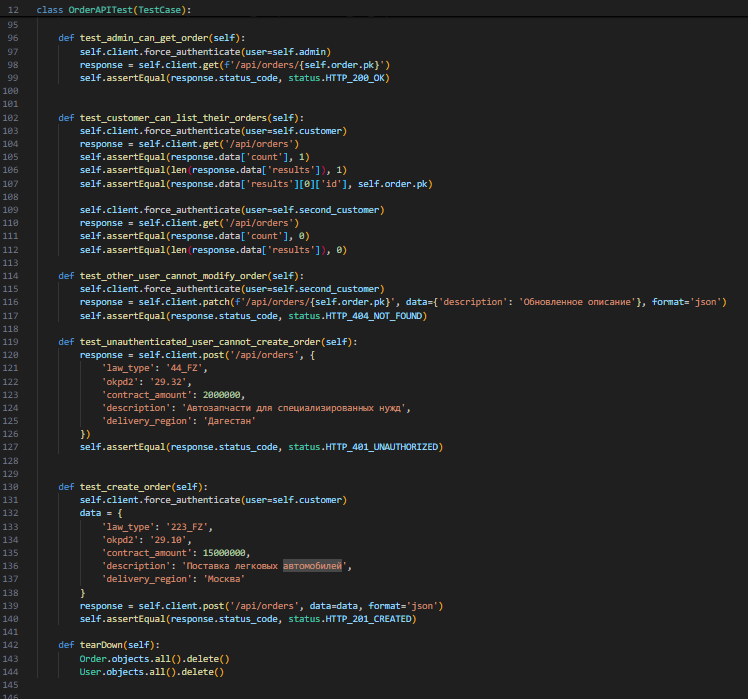 12 class OrderAPITest(TestCase):
95
96     def test_admin_can_get_order(self):
97         self.client.force_authenticate(user=self.admin)
98         response = self.client.get(f'/api/orders/{self.order.pk}')
99         self.assertEqual(response.status_code, status.HTTP_200_OK)
100
101
102     def test_customer_can_list_their_orders(self):
103         self.client.force_authenticate(user=self.customer)
104         response = self.client.get('/api/orders')
105         self.assertEqual(response.data['count'], 1)
106         self.assertEqual(len(response.data['results']), 1)
107         self.assertEqual(response.data['results'][0]['id'], self.order.pk)
108
109         self.client.force_authenticate(user=self.second_customer)
110         response = self.client.get('/api/orders')
111         self.assertEqual(response.data['count'], 0)
112         self.assertEqual(len(response.data['results']), 0)
113
114     def test_other_user_cannot_modify_order(self):
115         self.client.force_authenticate(user=self.second_customer)
116         response = self.client.patch(f'/api/orders/{self.order.pk}', data={'description': 'Обновленное описание'}, format='json')
117         self.assertEqual(response.status_code, status.HTTP_404_NOT_FOUND)
118
119     def test_unauthenticated_user_cannot_create_order(self):
120         response = self.client.post('/api/orders', {
121             'law_type': '44_FZ',
122             'okpd2': '29.32',
123             'contract_amount': 2000000,
124             'description': 'Автозапчасти для специализированных нужд',
125             'delivery_region': 'Дагестан'
126         })
127         self.assertEqual(response.status_code, status.HTTP_401_UNAUTHORIZED)
128
129
130     def test_create_order(self):
131         self.client.force_authenticate(user=self.customer)
132         data = {
133             'law_type': '223_FZ',
134             'okpd2': '29.10',
135             'contract_amount': 15000000,
136             'description': 'Поставка легковых автомобилей',
137             'delivery_region': 'Москва'
138         }
139         response = self.client.post('/api/orders', data=data, format='json')
140         self.assertEqual(response.status_code, status.HTTP_201_CREATED)
141
142     def tearDown(self):
143         Order.objects.all().delete()
144         User.objects.all().delete()
145